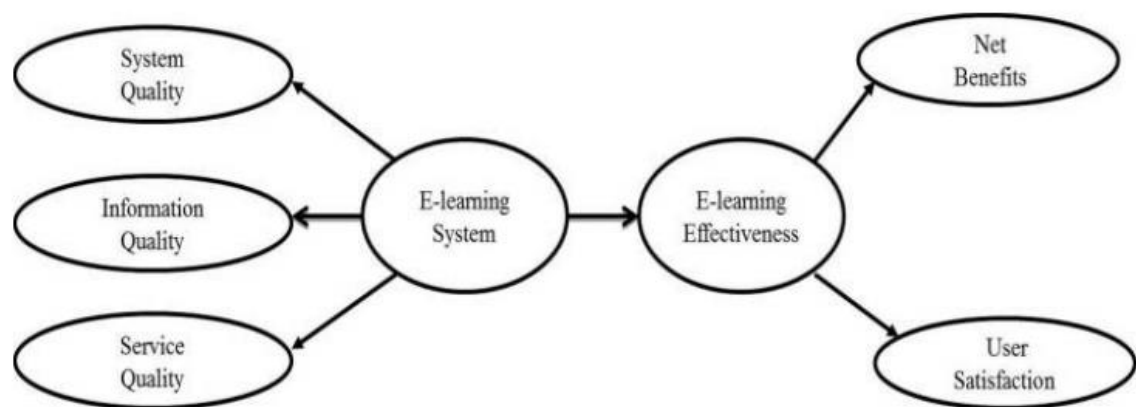 System
Quality
Net
Benefits
Information
Quality
E-learning
System
E-learning
Effectiveness
Service
Quality
User
Satisfaction